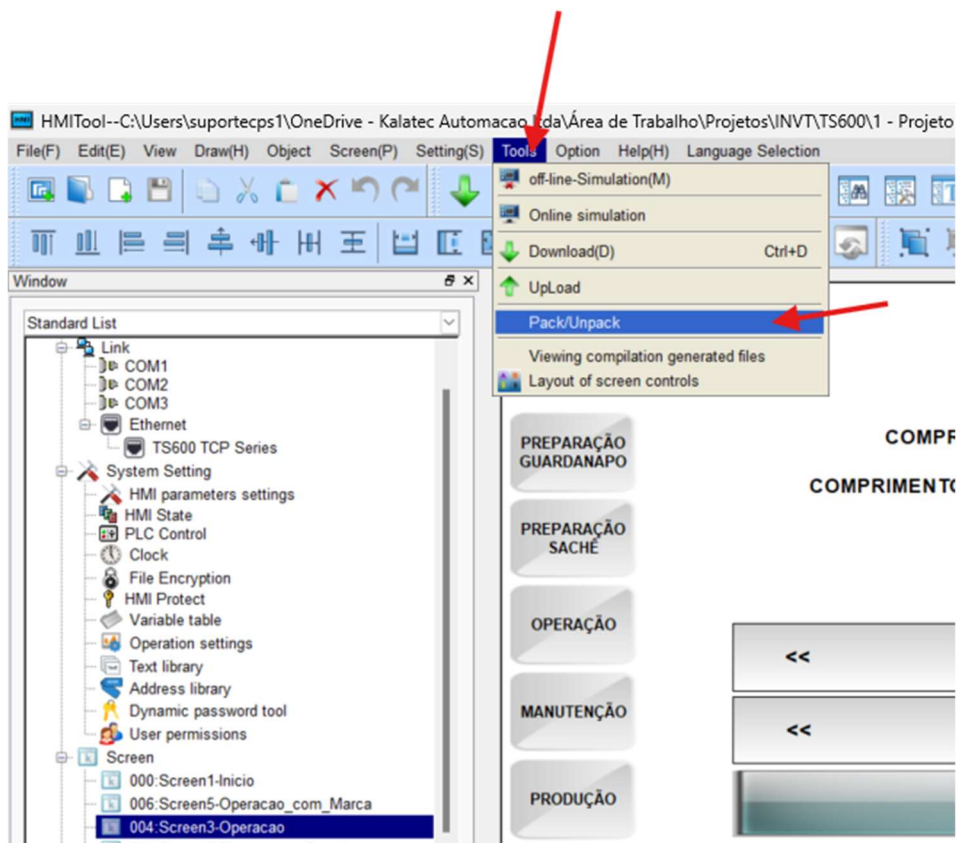 HMITool--C:\Users\suportecps1\OneDrive - Kalatec Automacao ltda\Área de Trabalho\Projetos\INVT\TS600\1 - Projeto
File(F) Edit(E) View Draw(H) Object Screen(P) Setting(S) Tools Option Help(H) Language Selection
off-line-Simulation(M)
Online simulation
Download(D) Ctrl+D
UpLoad
Pack/Unpack
Viewing compilation generated files
Layout of screen controls
Window
Standard List
Link
COM1
COM2
COM3
Ethernet
TS600 TCP Series
System Setting
HMI parameters settings
HMI State
PLC Control
Clock
File Encryption
HMI Protect
Variable table
Operation settings
Text library
Address library
Dynamic password tool
User permissions
Screen
000:Screen1-Inicio
006:Screen5-Operacao_com_Marca
004:Screen3-Operacao
PREPARAÇÃO
GUARDANAPO
PREPARAÇÃO
SACHÊ
OPERAÇÃO
MANUTENÇÃO
PRODUÇÃO
COMPR
COMPRIMENTO
<<
<<